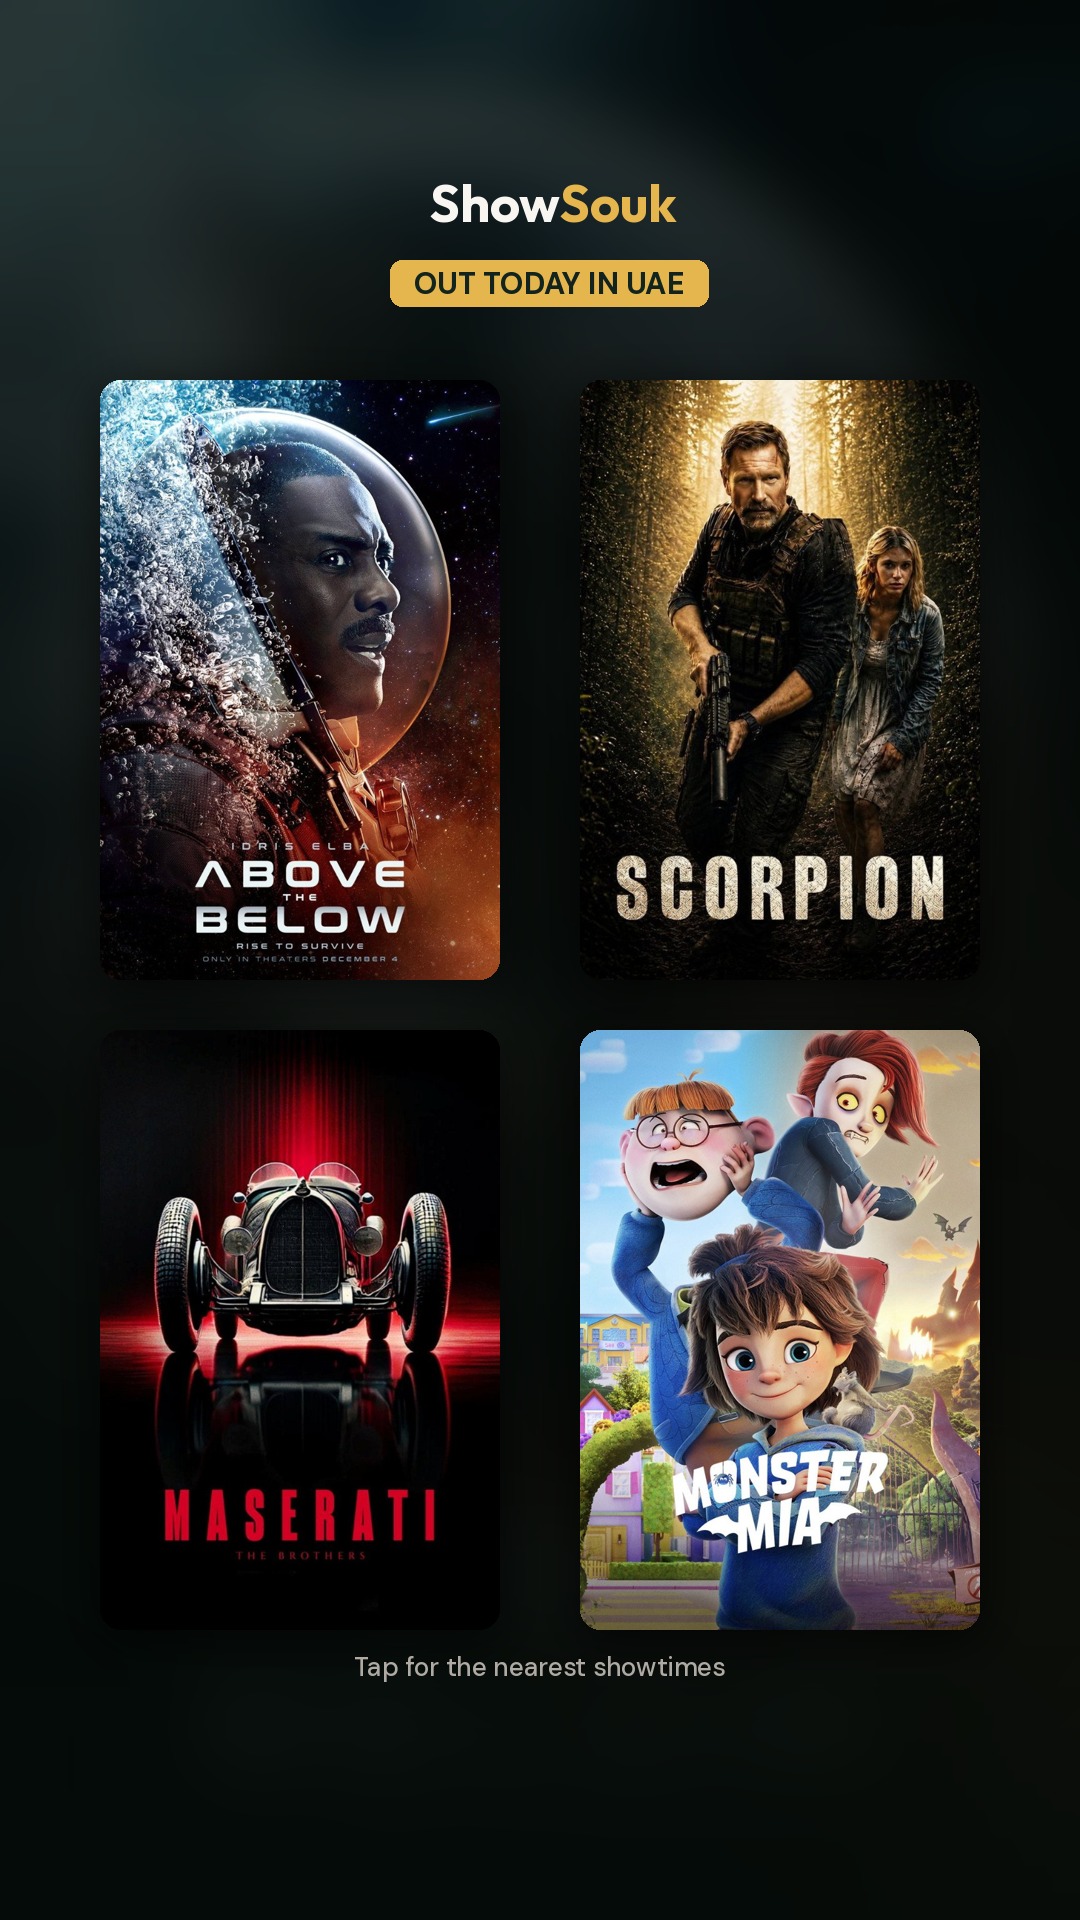 ShowSouk
OUT TODAY IN UAE
IDRIS ELBA
ABOVE
THE
BELOW
RISE TO SURVIVE
ONLY IN THEATERS DECEMBER 4
SCORPION
MASERATI
THE BROTHERS
MONSTER
MIA
Tap for the nearest showtimes